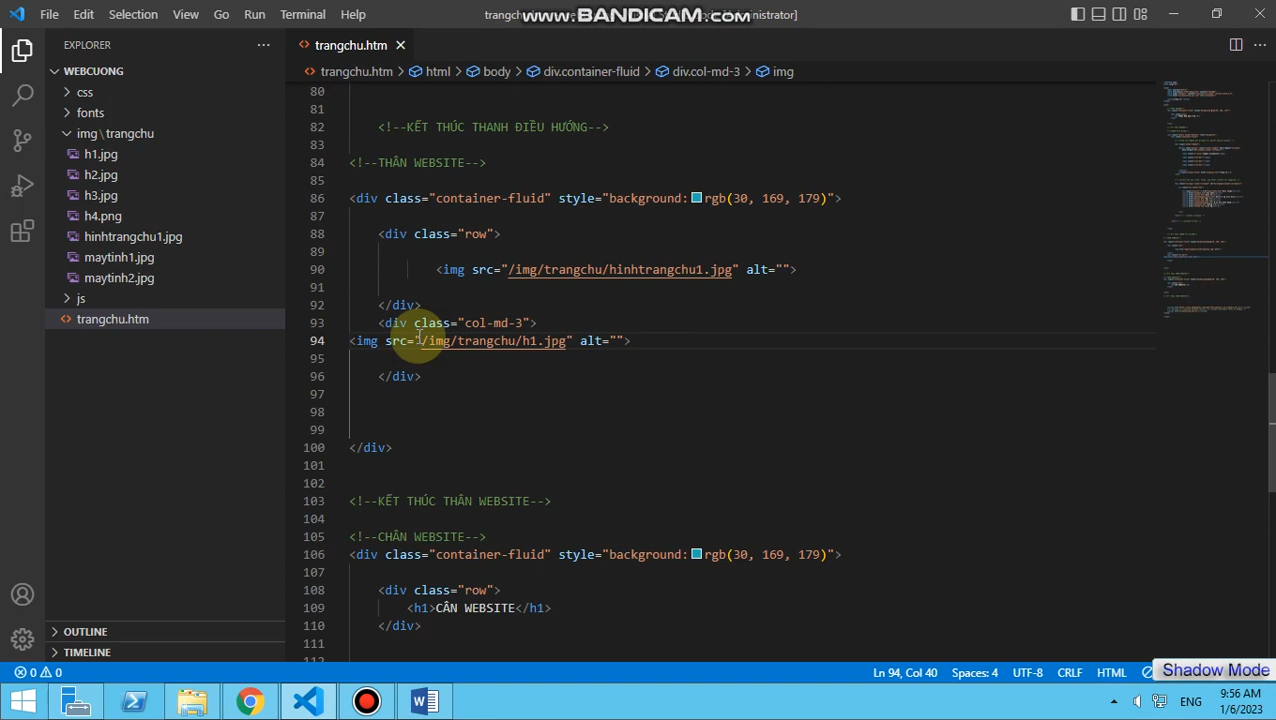 File Edit Selection View Go Run Terminal Help
trangchu
ministrator]
www.BANDICAM.com
EXPLORER
trangchu.htm
WEBCUONG
trangchu.htm > html > body > div.container-fluid > div.col-md-3 > img
css
fonts
img\trangchu
h1.jpg
h2.jpg
h3.jpg
h4.png
hinhtrangchu1.jpg
maytinh1.jpg
maytinh2.jpg
js
trangchu.htm
OUTLINE
TIMELINE
80
81
82 <!--KẾT THÚC THANH ĐIỀU HƯỚNG-->
83
84 <!--THÂN WEBSITE-->
85
86 <div class="container-fluid" style="background:rgb(30, 169, 179)">
87
88 <div class="row">
89
90 <img src="/img/trangchu/hinhtrangchu1.jpg" alt="">
91
92 </div>
93 <div class="col-md-3">
94 <img src="/img/trangchu/h1.jpg" alt="">
95
96 </div>
97
98
99
100 </div>
101
102
103 <!--KẾT THÚC THÂN WEBSITE-->
104
105 <!--CHÂN WEBSITE-->
106 <div class="container-fluid" style="background:rgb(30, 169, 179)">
107
108 <div class="row">
109 <h1>CÂN WEBSITE</h1>
110 </div>
111
112
0 0 Ln 94, Col 40 Spaces: 4 UTF-8 CRLF HTML
Shadow Mode
ENG
9:56 AM
1/6/2023